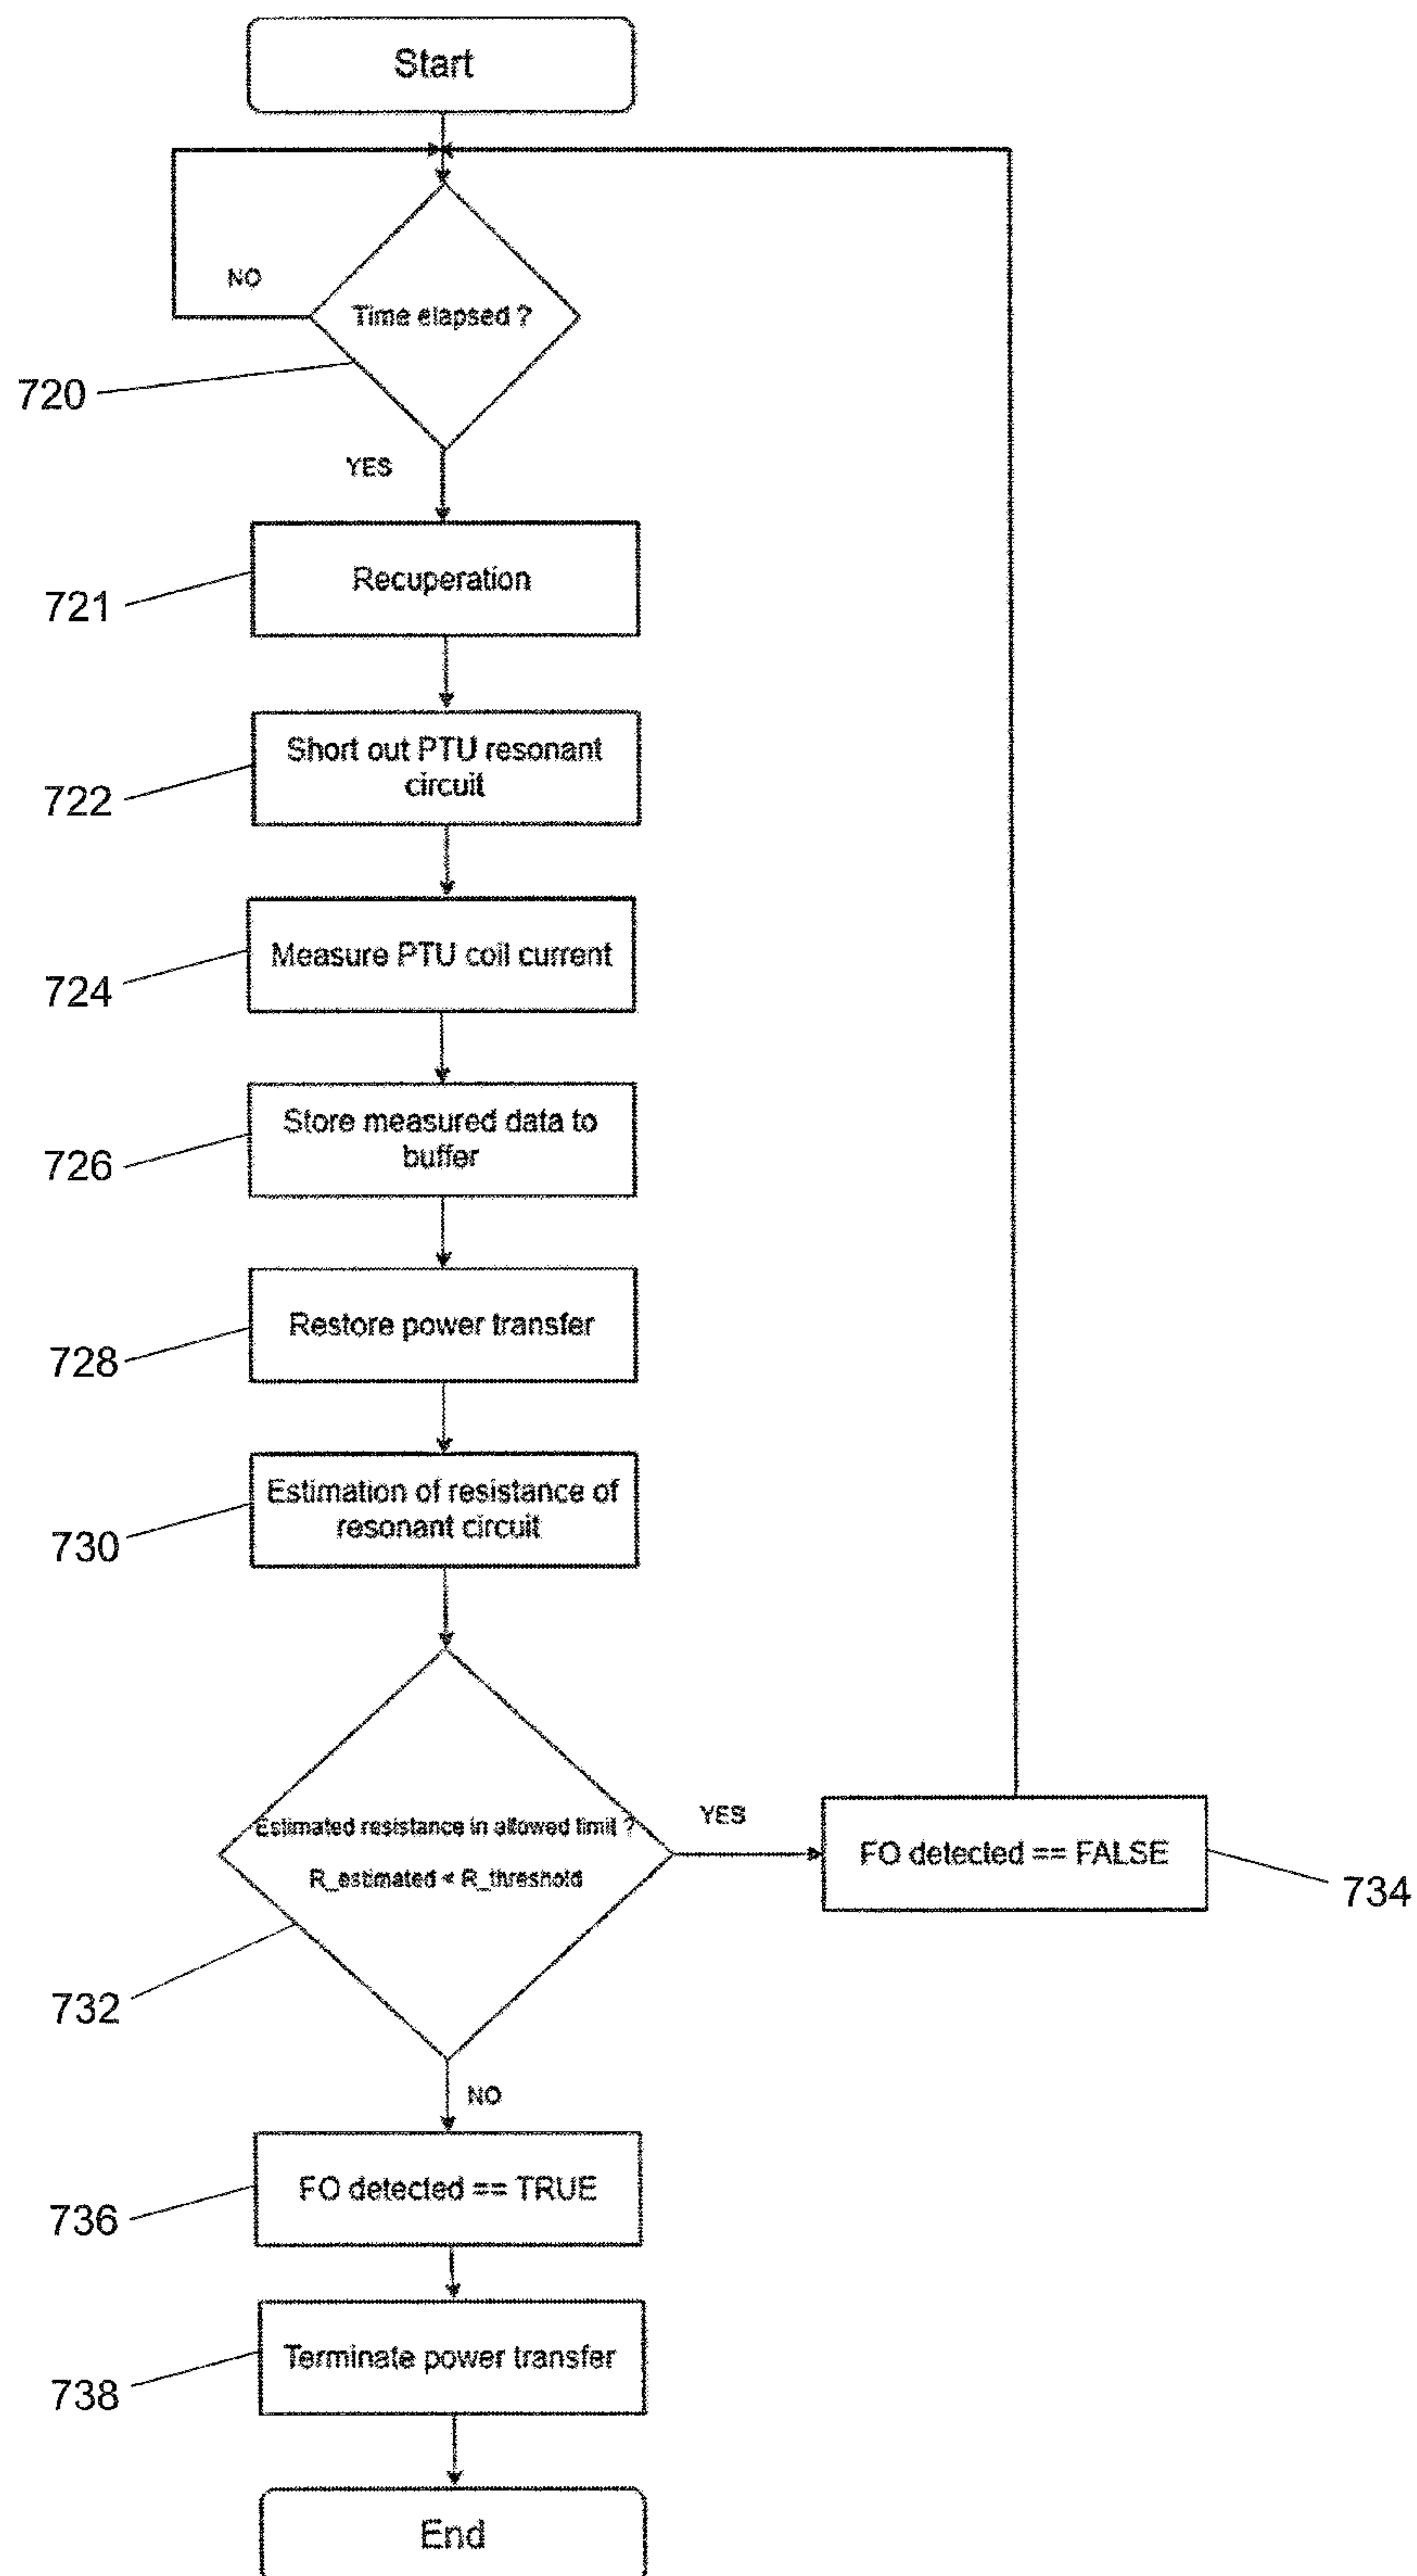 Start
NO
Time elapsed ?
720
YES
Recuperation
721
Short out PTU resonant
circuit
722
Measure PTU coil current
724
Store measured data to
buffer
726
Restore power transfer
728
Estimation of resistance of
resonant circuit
730
Estimated resistance in allowed limit ?
R_estimated < R_threshold
YES
FO detected == FALSE
734
732
NO
FO detected == TRUE
736
Terminate power transfer
738
End